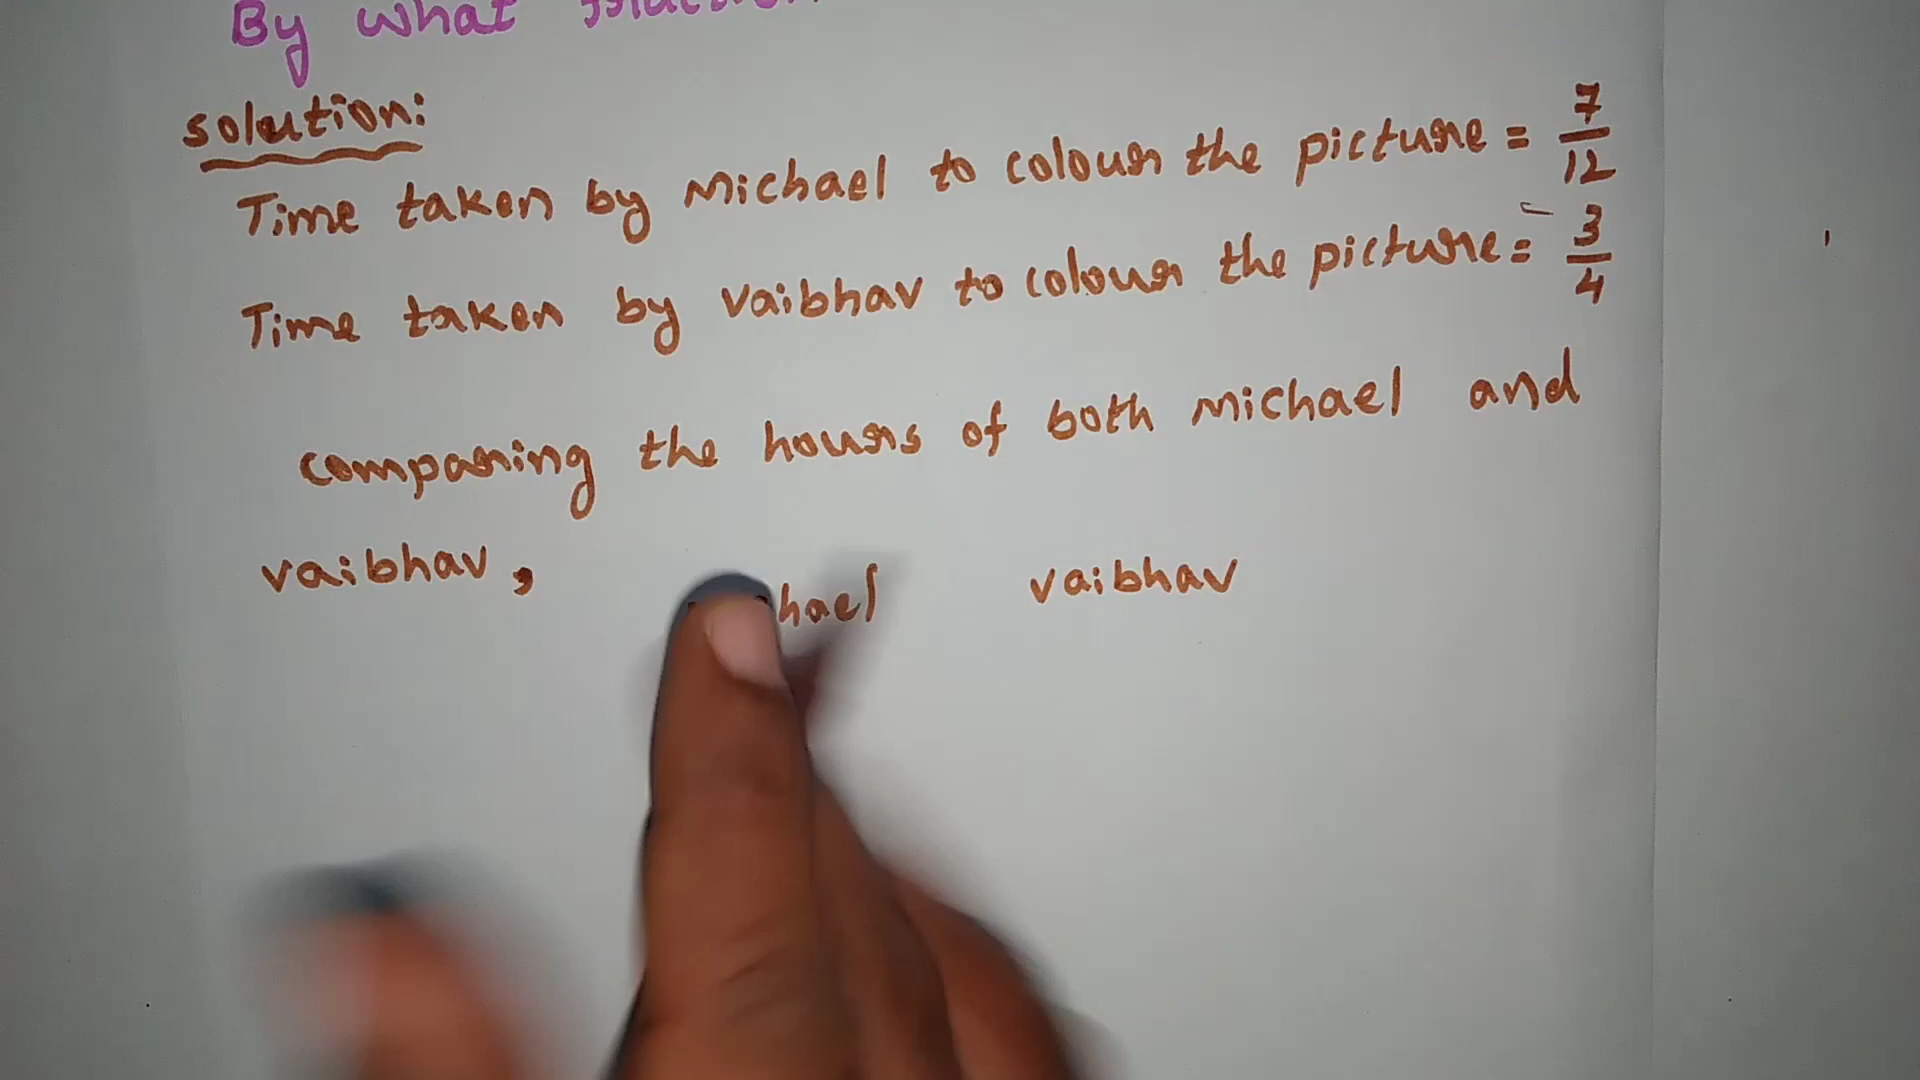 By what
solution:
Time taken by Michael to colour the picture = 7/12
Time taken by vaibhav to colour the picture = 3/4
comparing the hours of both michael and
vaibhav, hael vaibhav